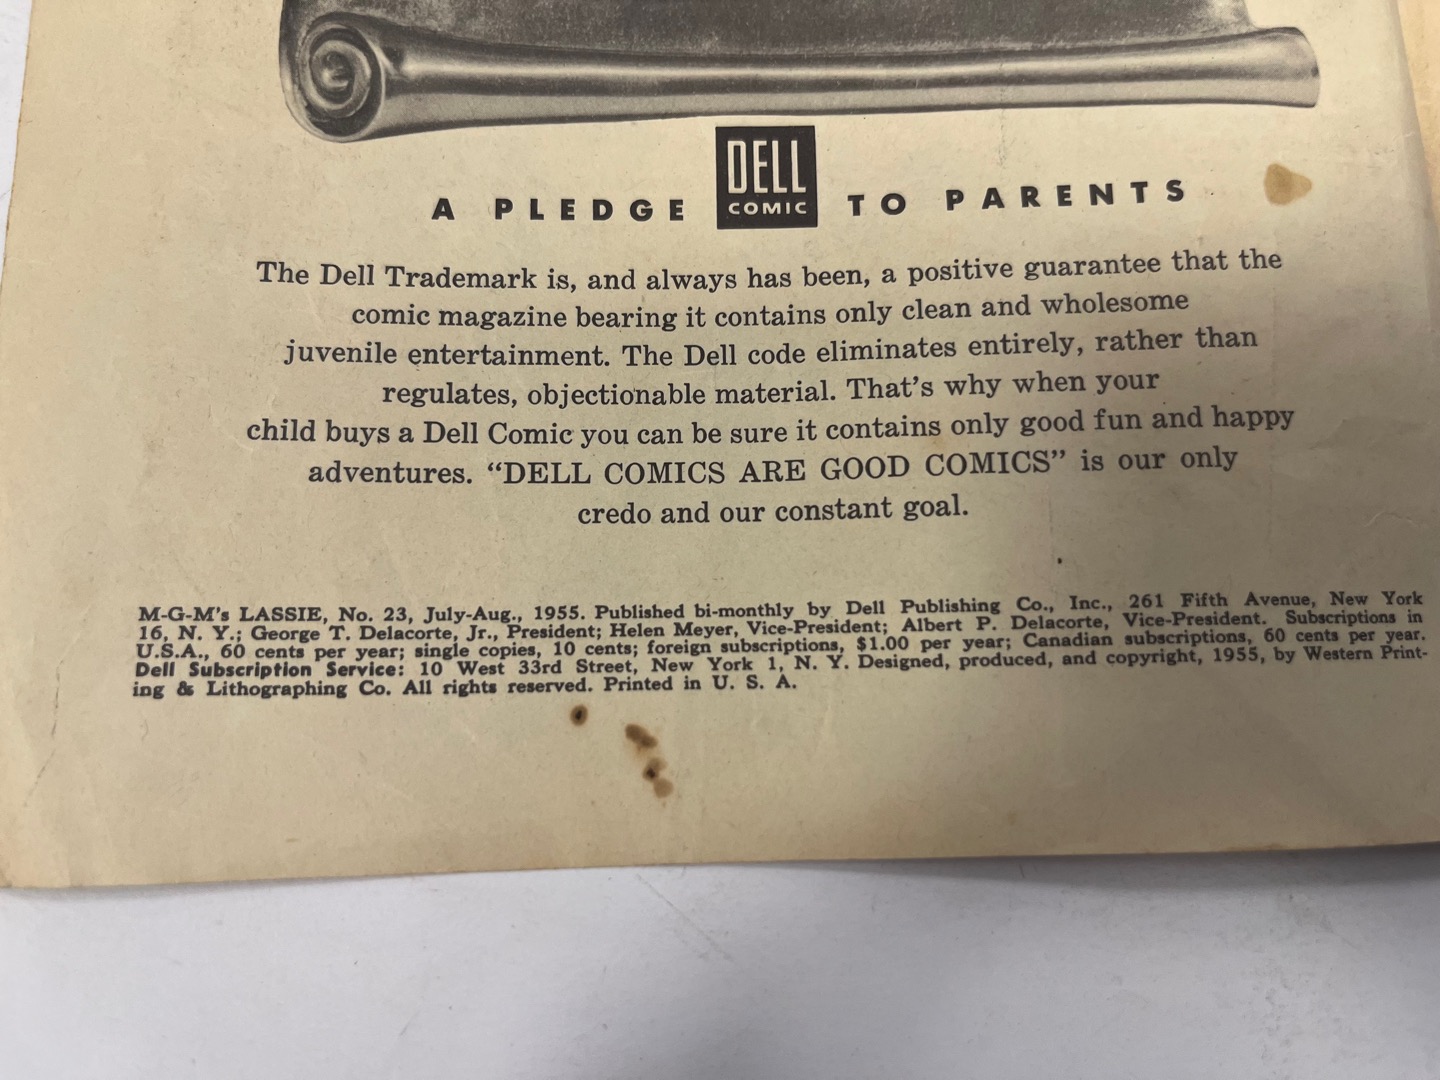 A PLEDGE DELL COMIC TO PARENTS
The Dell Trademark is, and always has been, a positive guarantee that the
comic magazine bearing it contains only clean and wholesome
juvenile entertainment. The Dell code eliminates entirely, rather than
regulates, objectionable material. That's why when your
child buys a Dell Comic you can be sure it contains only good fun and happy
adventures. “DELL COMICS ARE GOOD COMICS” is our only
credo and our constant goal.
M-G-M's LASSIE, No. 23, July-Aug., 1955. Published bi-monthly by Dell Publishing Co., Inc., 261 Fifth Avenue, New York
16, N. Y.; George T. Delacorte, Jr., President; Helen Meyer, Vice-President; Albert P. Delacorte, Vice-President. Subscriptions in
U.S.A., 60 cents per year; single copies, 10 cents; foreign subscriptions, $1.00 per year; Canadian subscriptions, 60 cents per year.
Dell Subscription Service: 10 West 33rd Street, New York 1, N. Y. Designed, produced, and copyright, 1955, by Western Print-
ing & Lithographing Co. All rights reserved. Printed in U. S. A.